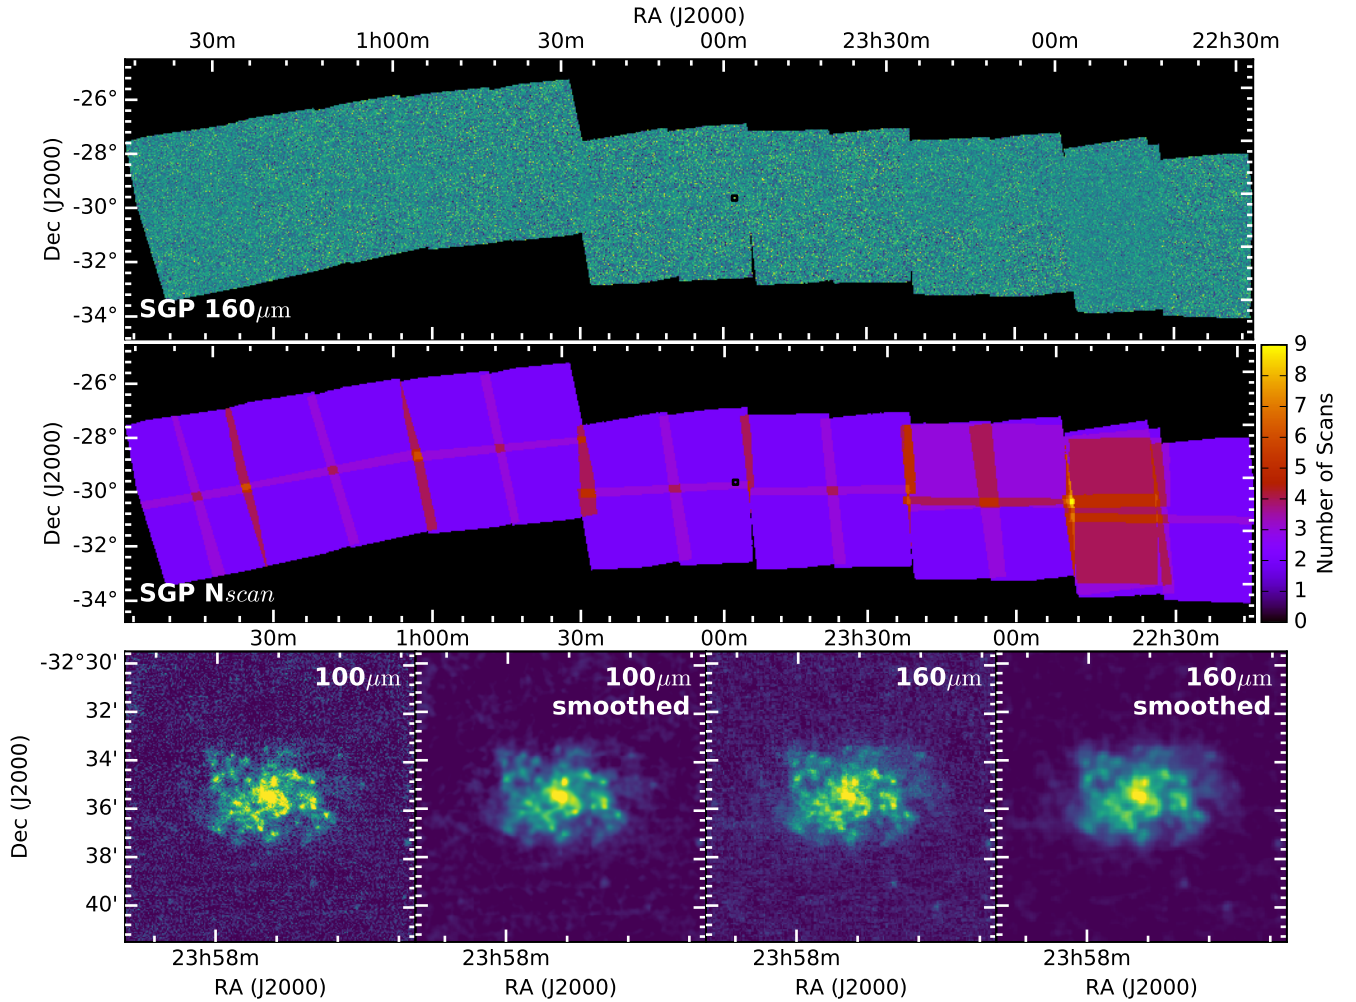 RA (J2000)
30m 1h00m 30m 00m 23h30m 00m 22h30m
-26°
-28°
-30°
-32°
-34°
Dec (J2000)
SGP 160μm
-26°
-28°
-30°
-32°
-34°
Dec (J2000)
SGP Nscan
9
8
7
6
5
4
3
2
1
0
Number of Scans
30m 1h00m 30m 00m 23h30m 00m 22h30m
-32°30'
32'
34'
36'
38'
40'
Dec (J2000)
100μm
100μm
smoothed
160μm
160μm
smoothed
23h58m 23h58m 23h58m 23h58m
RA (J2000) RA (J2000) RA (J2000) RA (J2000)